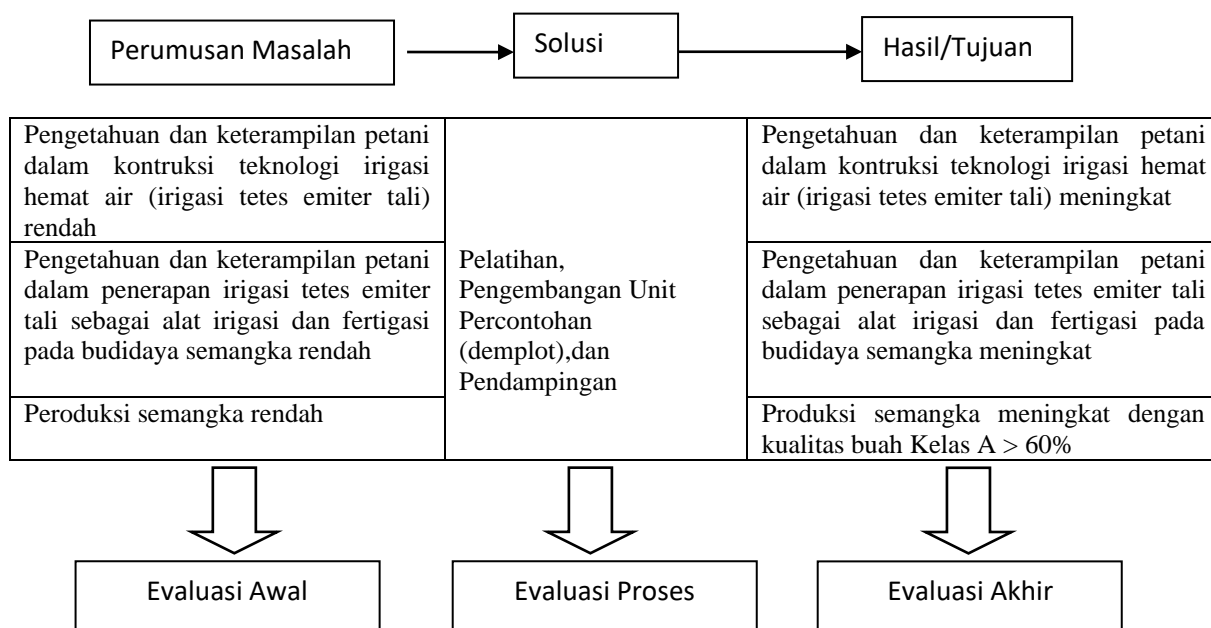 Perumusan Masalah
Solusi
Hasil/Tujuan
Pengetahuan dan keterampilan petani
dalam kontruksi teknologi irigasi
hemat air (irigasi tetes emiter tali)
rendah
Pengetahuan dan keterampilan petani
dalam penerapan irigasi tetes emiter
tali sebagai alat irigasi dan fertigasi
pada budidaya semangka rendah
Peroduksi semangka rendah
Pelatihan,
Pengembangan Unit
Percontohan
(demplot),dan
Pendampingan
Pengetahuan dan keterampilan petani
dalam kontruksi teknologi irigasi hemat
air (irigasi tetes emiter tali) meningkat
Pengetahuan dan keterampilan petani
dalam penerapan irigasi tetes emiter tali
sebagai alat irigasi dan fertigasi pada
budidaya semangka meningkat
Produksi semangka meningkat dengan
kualitas buah Kelas A > 60%
Evaluasi Awal
Evaluasi Proses
Evaluasi Akhir